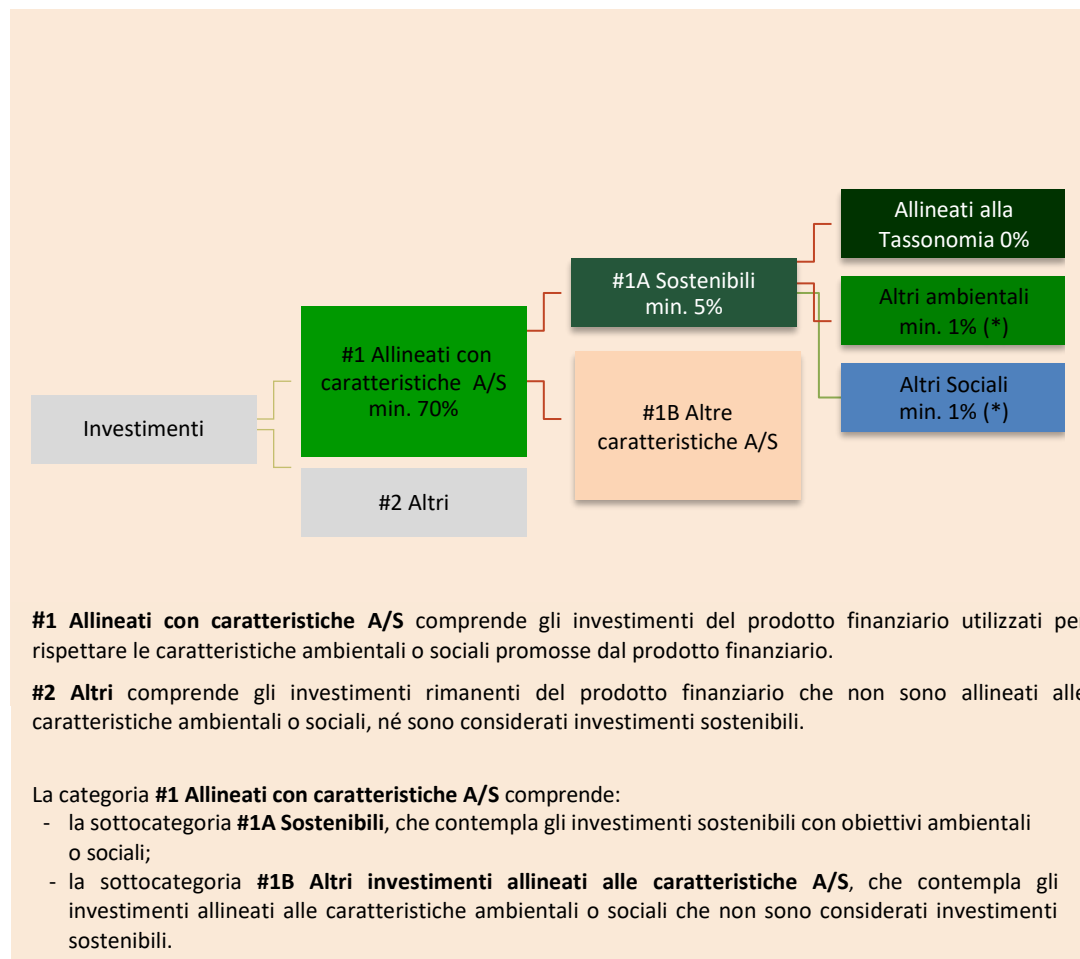 Allineati alla
Tassonomia 0%
#1A Sostenibili
min. 5%
Altri ambientali
min. 1% (*)
#1 Allineati con
caratteristiche A/S
min. 70%
Altri Sociali
min. 1% (*)
Investimenti
#1B Altre
caratteristiche A/S
#2 Altri
#1 Allineati con caratteristiche A/S comprende gli investimenti del prodotto finanziario utilizzati per
rispettare le caratteristiche ambientali o sociali promosse dal prodotto finanziario.
#2 Altri comprende gli investimenti rimanenti del prodotto finanziario che non sono allineati alle
caratteristiche ambientali o sociali, né sono considerati investimenti sostenibili.
La categoria #1 Allineati con caratteristiche A/S comprende:
- la sottocategoria #1A Sostenibili, che contempla gli investimenti sostenibili con obiettivi ambientali
o sociali;
- la sottocategoria #1B Altri investimenti allineati alle caratteristiche A/S, che contempla gli
investimenti allineati alle caratteristiche ambientali o sociali che non sono considerati investimenti
sostenibili.